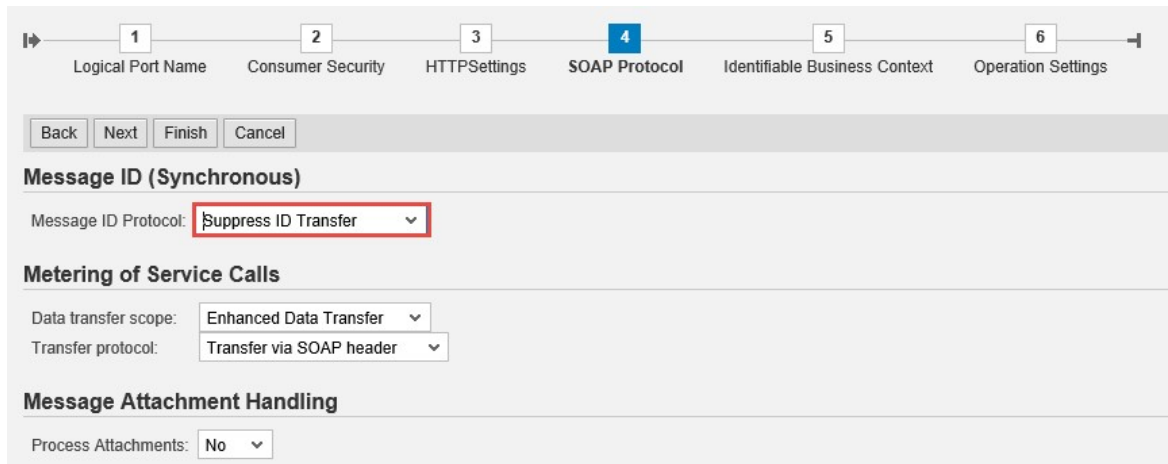 1 2 3 4 5 6
Logical Port Name Consumer Security HTTPSettings SOAP Protocol Identifiable Business Context Operation Settings
Back Next Finish Cancel
Message ID (Synchronous)
Message ID Protocol: Suppress ID Transfer
Metering of Service Calls
Data transfer scope: Enhanced Data Transfer
Transfer protocol: Transfer via SOAP header
Message Attachment Handling
Process Attachments: No